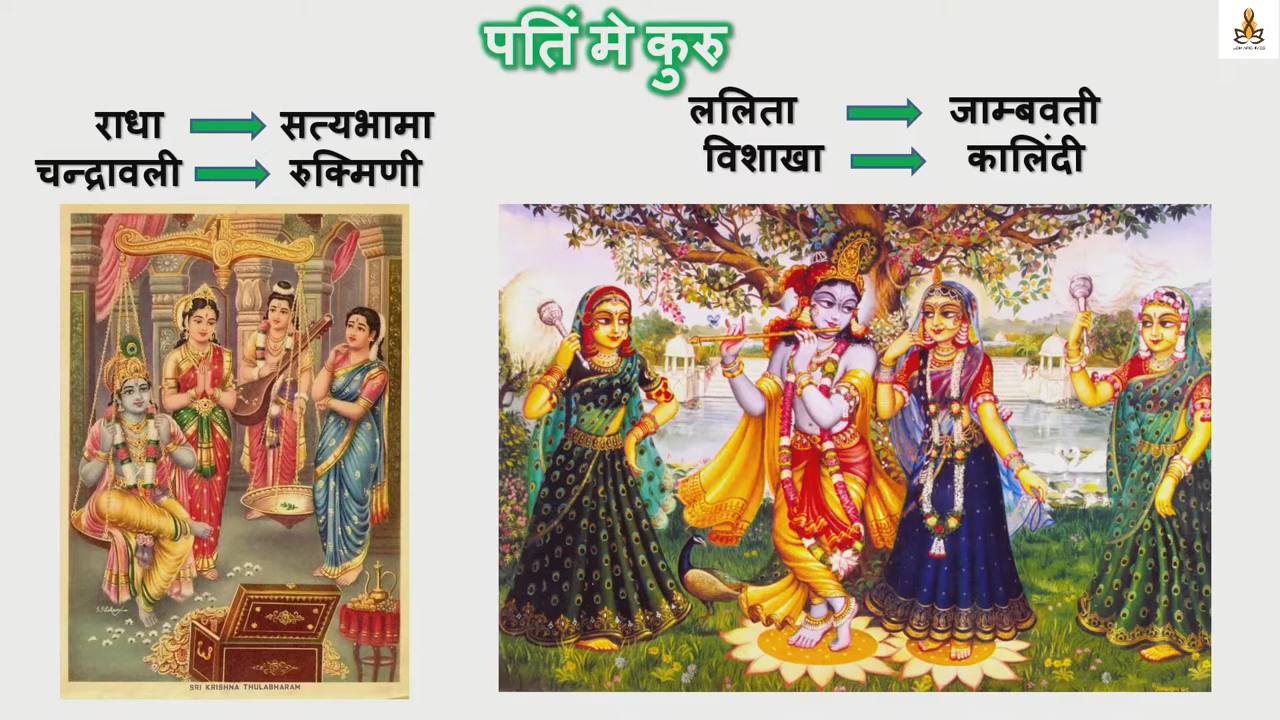 पतिं मे कुरु
राधा सत्यभामा
चन्द्रावली रुक्मिणी
ललिता जाम्बवती
विशाखा कालिंदी
SRI KRISHNA THULABHARAM